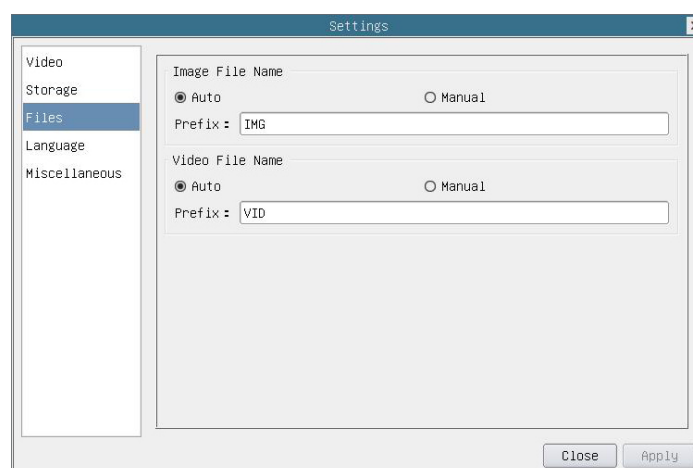 Settings
Video
Storage
Files
Language
Miscellaneous
Image File Name
Auto Manual
Prefix: IMG
Video File Name
Auto Manual
Prefix: VID
Close Apply